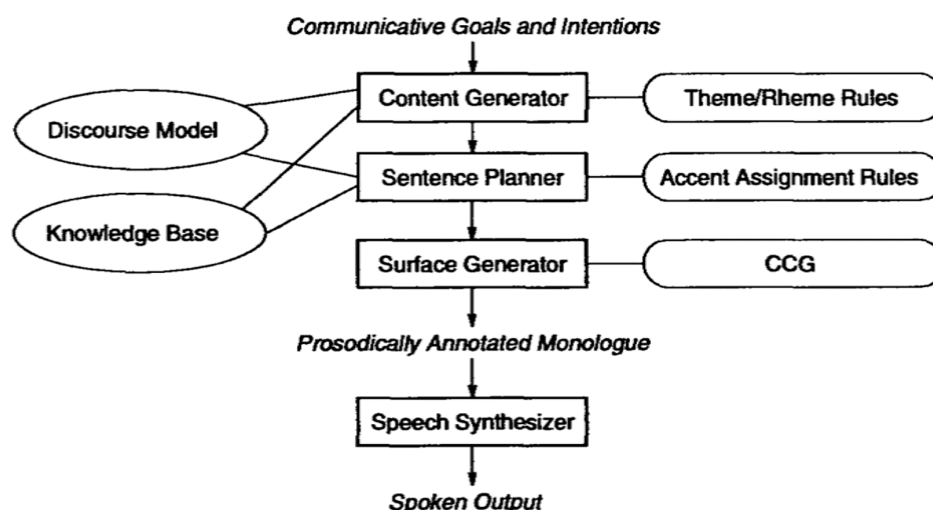 Communicative Goals and Intentions
Content Generator
Theme/Rheme Rules
Discourse Model
Sentence Planner
Accent Assignment Rules
Knowledge Base
Surface Generator
CCG
Prosodically Annotated Monologue
Speech Synthesizer
Spoken Output